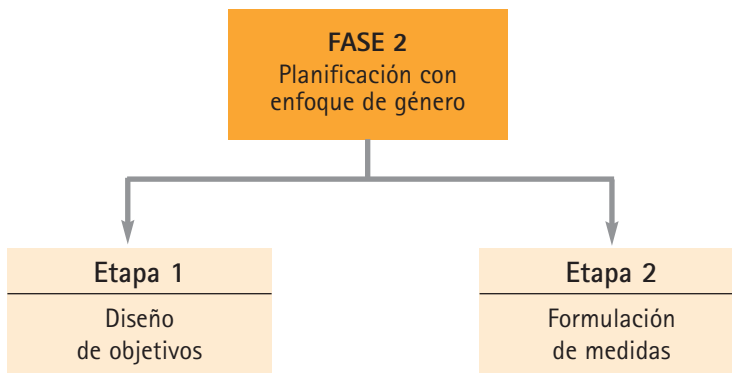 FASE 2
Planificación con
enfoque de género
Etapa 1
Diseño
de objetivos
Etapa 2
Formulación
de medidas